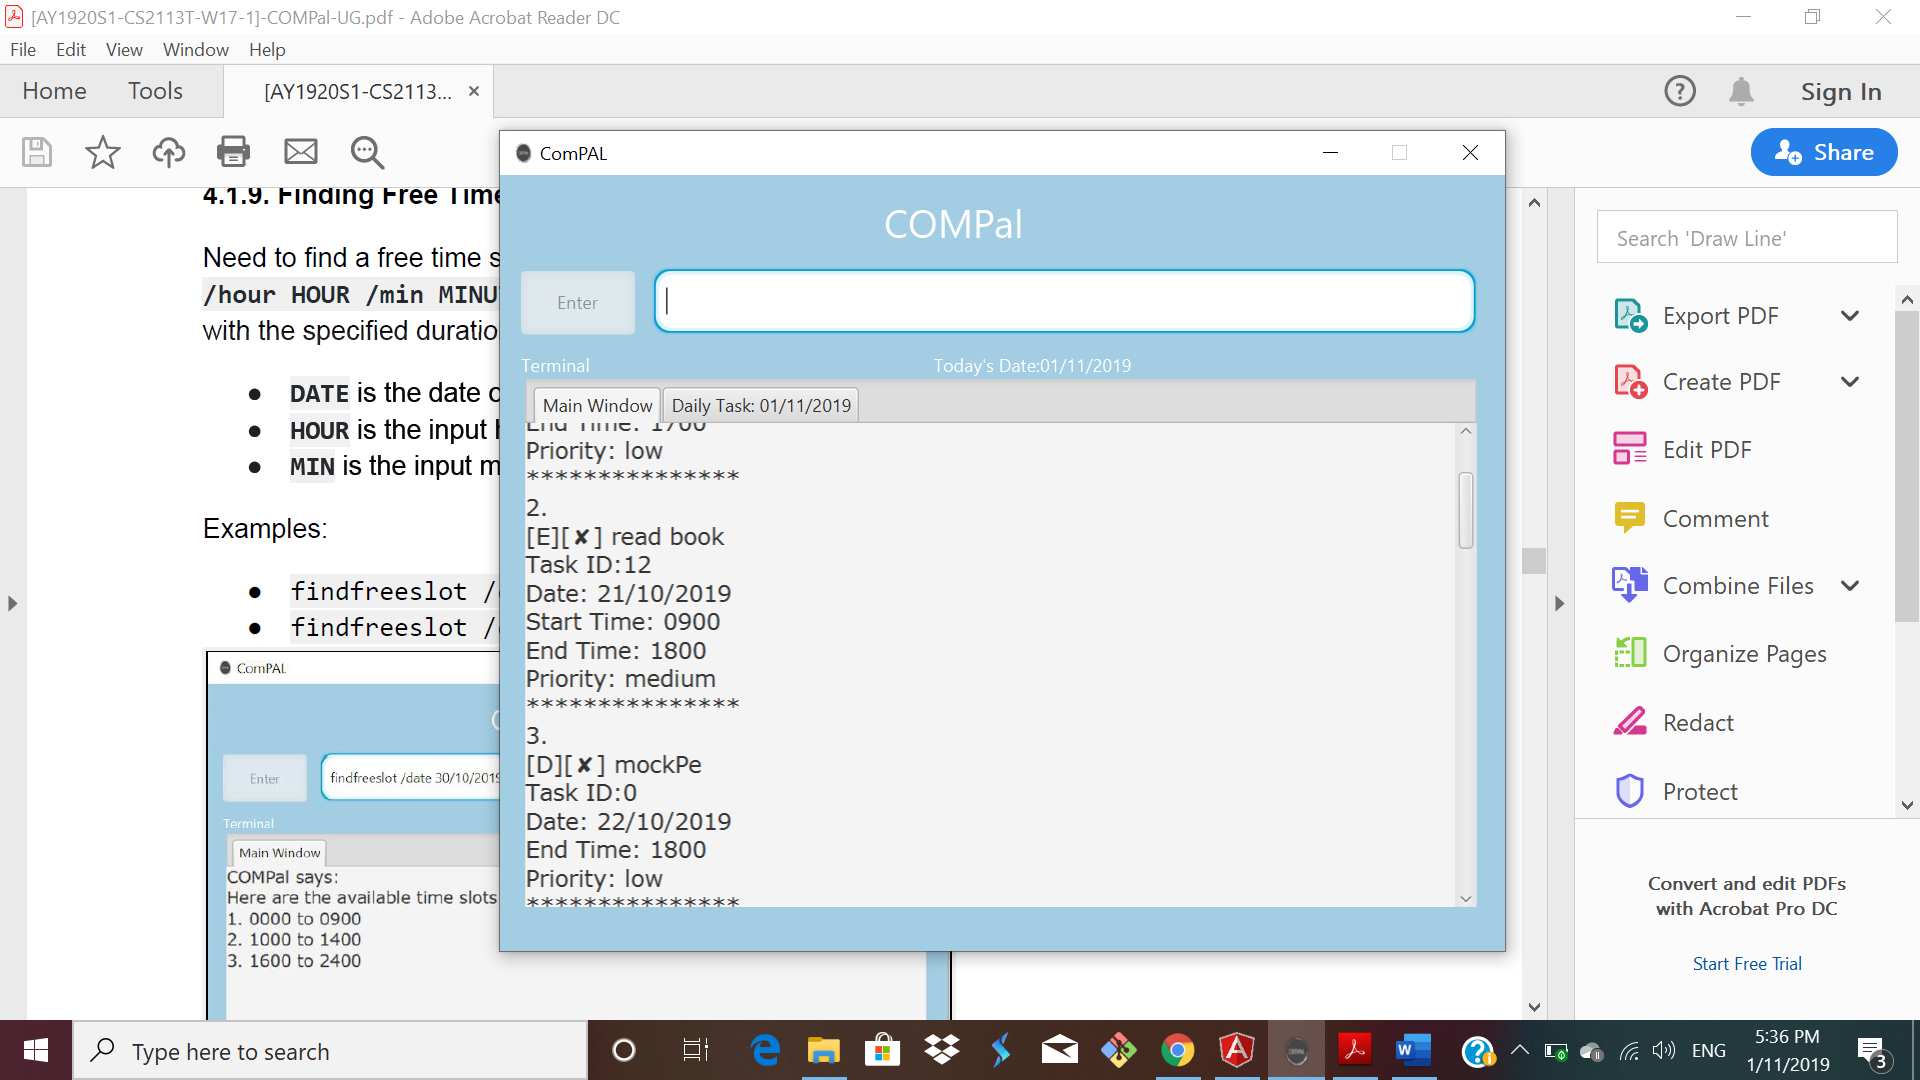 [AY1920S1-CS2113T-W17-1]-COMPal-UG.pdf - Adobe Acrobat Reader DC
File Edit View Window Help
Home Tools [AY1920S1-CS2113... × Sign In
Share
4.1.9. Finding Free Time
Need to find a free time s
/hour HOUR /min MINU
with the specified duratio
● DATE is the date o
● HOUR is the input
● MIN is the input m
Examples:
● findfreeslot /
● findfreeslot /
ComPAL
Enter findfreeslot /date 30/10/2019
Terminal
Main Window
COMPal says:
Here are the available time slots
1. 0000 to 0900
2. 1000 to 1400
3. 1600 to 2400
ComPAL
COMPal
Enter
Terminal Today's Date:01/11/2019
Main Window Daily Task: 01/11/2019
End Time: 1700
Priority: low
***************
2.
[E][✘] read book
Task ID:12
Date: 21/10/2019
Start Time: 0900
End Time: 1800
Priority: medium
***************
3.
[D][✘] mockPe
Task ID:0
Date: 22/10/2019
End Time: 1800
Priority: low
***************
Search 'Draw Line'
Export PDF
Create PDF
Edit PDF
Comment
Combine Files
Organize Pages
Redact
Protect
Convert and edit PDFs
with Acrobat Pro DC
Start Free Trial
Type here to search
ENG
5:36 PM
1/11/2019
3